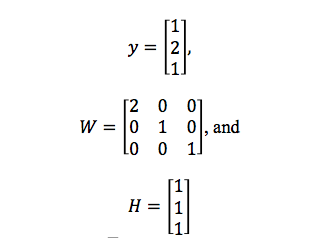 y = [1 2 1],
W = [2 0 0; 0 1 0; 0 0 1], and
H = [1 1 1]